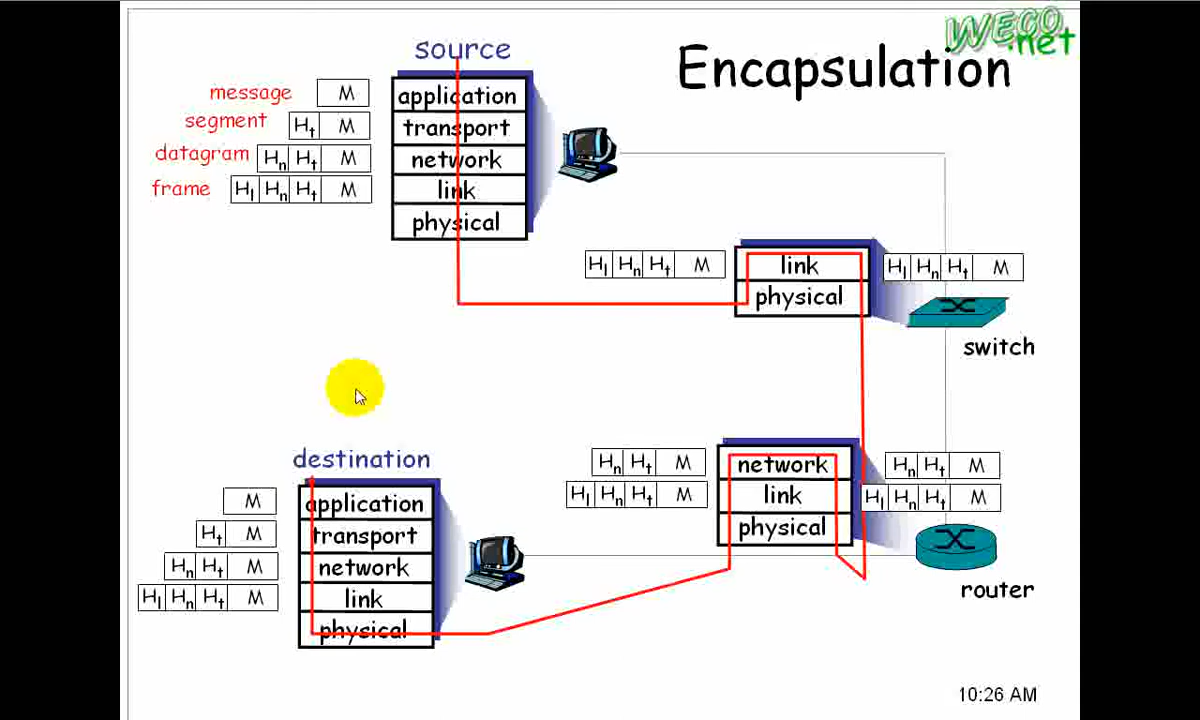 WECO
.net
Encapsulation
source
message M
segment Ht M
datagram Hn Ht M
frame Hl Hn Ht M
application
transport
network
link
physical
Hl Hn Ht M
link
physical
Hl Hn Ht M
switch
Hn Ht M
Hl Hn Ht M
network
link
physical
Hn Ht M
Hl Hn Ht M
router
destination
M
Ht M
Hn Ht M
Hl Hn Ht M
application
transport
network
link
physical
10:26 AM